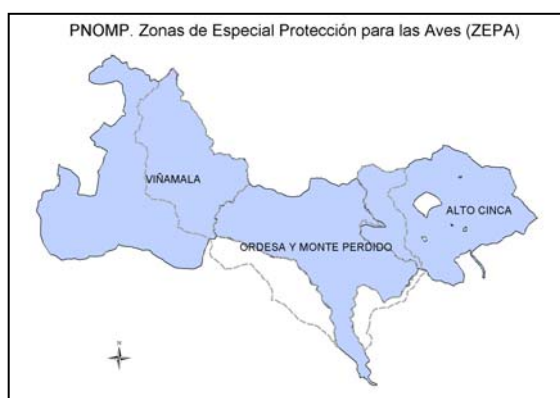 PNOMP. Zonas de Especial Protección para las Aves (ZEPA)
VIÑAMALA
ALTO CINCA
ORDESA Y MONTE PERDIDO
N